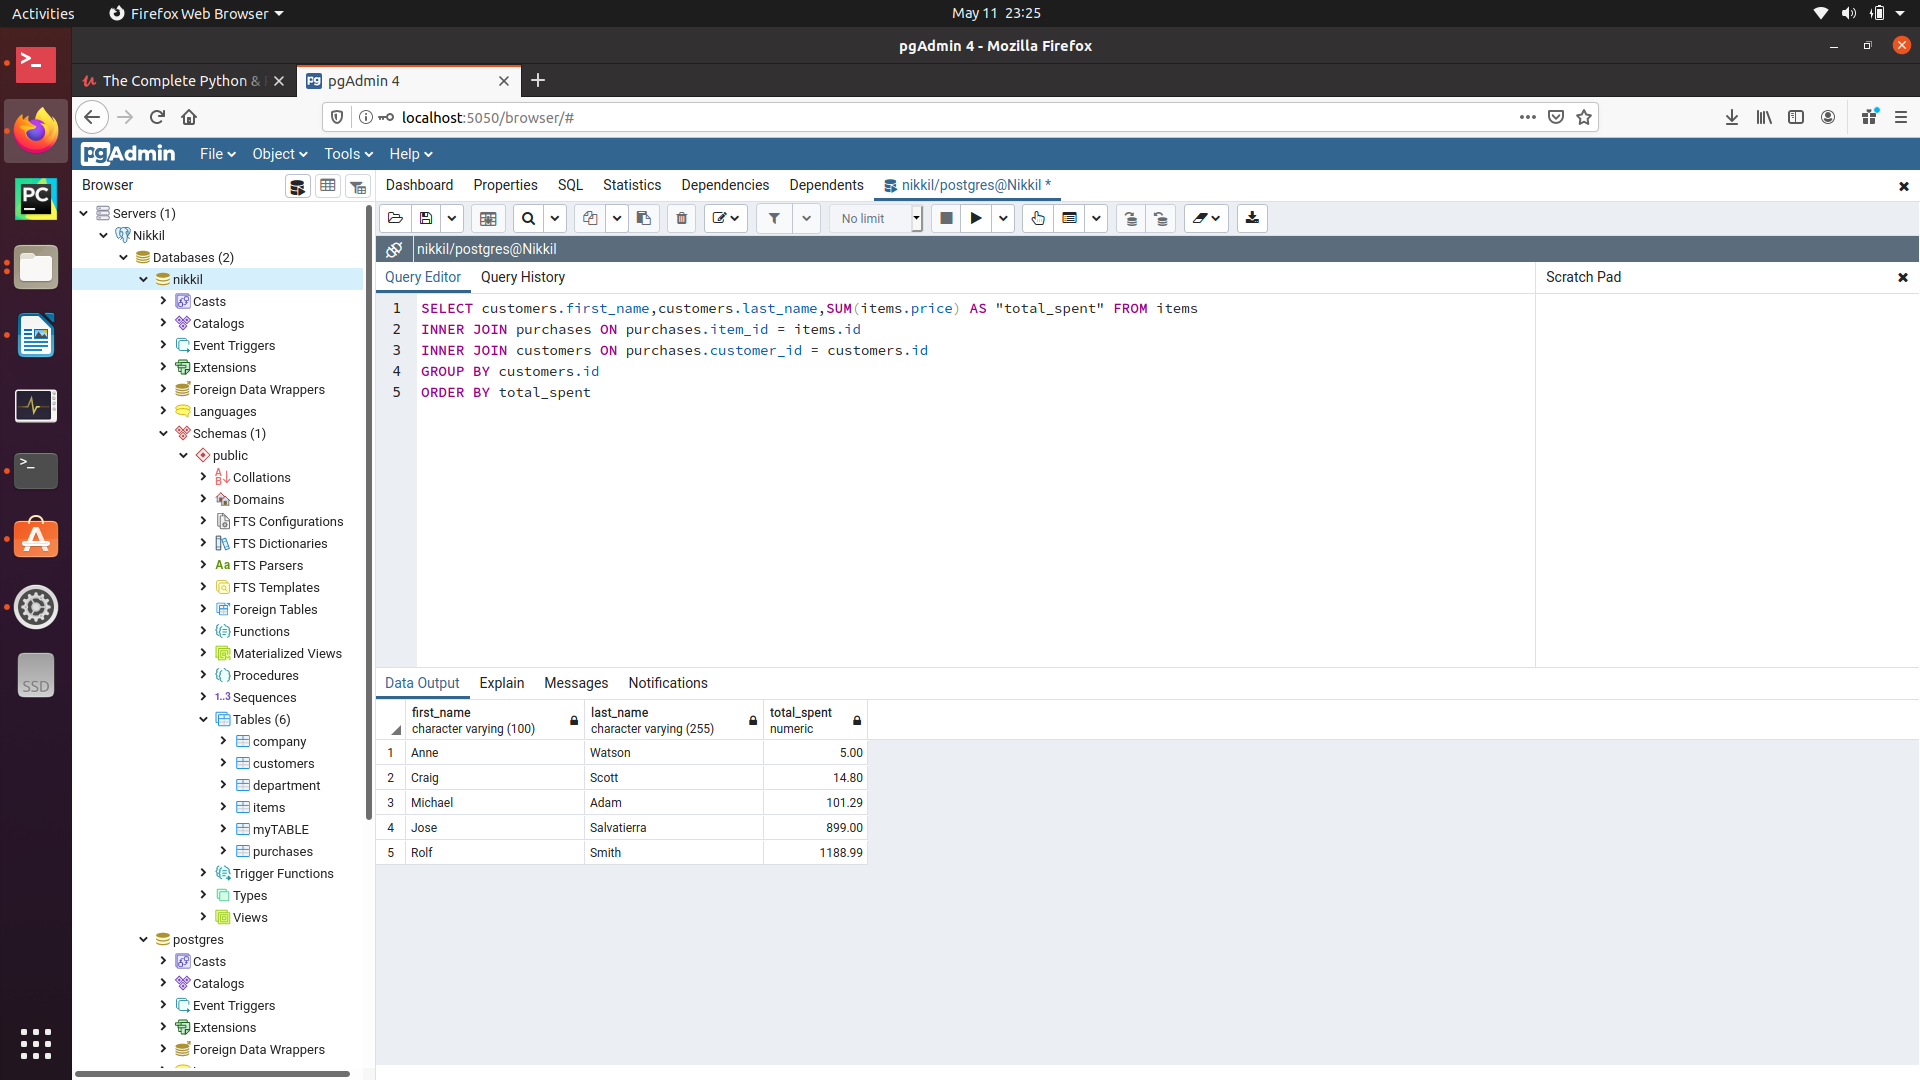 Activities
Firefox Web Browser
May 11 23:25
pgAdmin 4 - Mozilla Firefox
The Complete Python &
pgAdmin 4
localhost:5050/browser/#
pgAdmin
File
Object
Tools
Help
Browser
Dashboard
Properties
SQL
Statistics
Dependencies
Dependents
nikkil/postgres@Nikkil *
No limit
nikkil/postgres@Nikkil
Query Editor
Query History
Scratch Pad
1 SELECT customers.first_name,customers.last_name,SUM(items.price) AS "total_spent" FROM items
2 INNER JOIN purchases ON purchases.item_id = items.id
3 INNER JOIN customers ON purchases.customer_id = customers.id
4 GROUP BY customers.id
5 ORDER BY total_spent
Servers (1)
Nikkil
Databases (2)
nikkil
Casts
Catalogs
Event Triggers
Extensions
Foreign Data Wrappers
Languages
Schemas (1)
public
Collations
Domains
FTS Configurations
FTS Dictionaries
Aa FTS Parsers
FTS Templates
Foreign Tables
Functions
Materialized Views
Procedures
1..3 Sequences
Tables (6)
company
customers
department
items
myTABLE
purchases
Trigger Functions
Types
Views
postgres
Casts
Catalogs
Event Triggers
Extensions
Foreign Data Wrappers
Data Output
Explain
Messages
Notifications
first_name
character varying (100)
last_name
character varying (255)
total_spent
numeric
1 Anne Watson 5.00
2 Craig Scott 14.80
3 Michael Adam 101.29
4 Jose Salvatierra 899.00
5 Rolf Smith 1188.99
PC
SSD